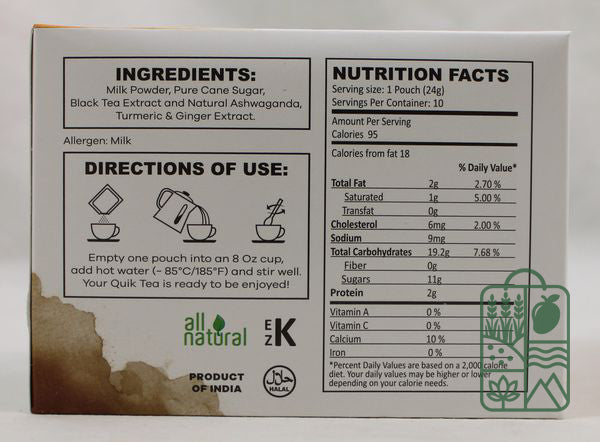 INGREDIENTS:
Milk Powder, Pure Cane Sugar,
Black Tea Extract and Natural Ashwaganda,
Turmeric & Ginger Extract.
Allergen: Milk
DIRECTIONS OF USE:
Empty one pouch into an 8 Oz cup,
add hot water (~ 85°C/185°F) and stir well.
Your Quik Tea is ready to be enjoyed!
all
natural
EZ K
PRODUCT
OF INDIA
حلال
HALAL
NUTRITION FACTS
Serving size: 1 Pouch (24g)
Servings Per Container: 10
Amount Per Serving
Calories 95
Calories from fat 18
% Daily Value*
Total Fat 2g 2.70 %
Saturated 1g 5.00 %
Transfat 0g
Cholesterol 6mg 2.00 %
Sodium 9mg
Total Carbohydrates 19.2g 7.68 %
Fiber 0g
Sugars 11g
Protein 2g
Vitamin A 0 %
Vitamin C 0 %
Calcium 10 %
Iron 0 %
*Percent Daily Values are based on a 2,000 calorie
diet. Your daily values may be higher or lower
depending on your calorie needs.